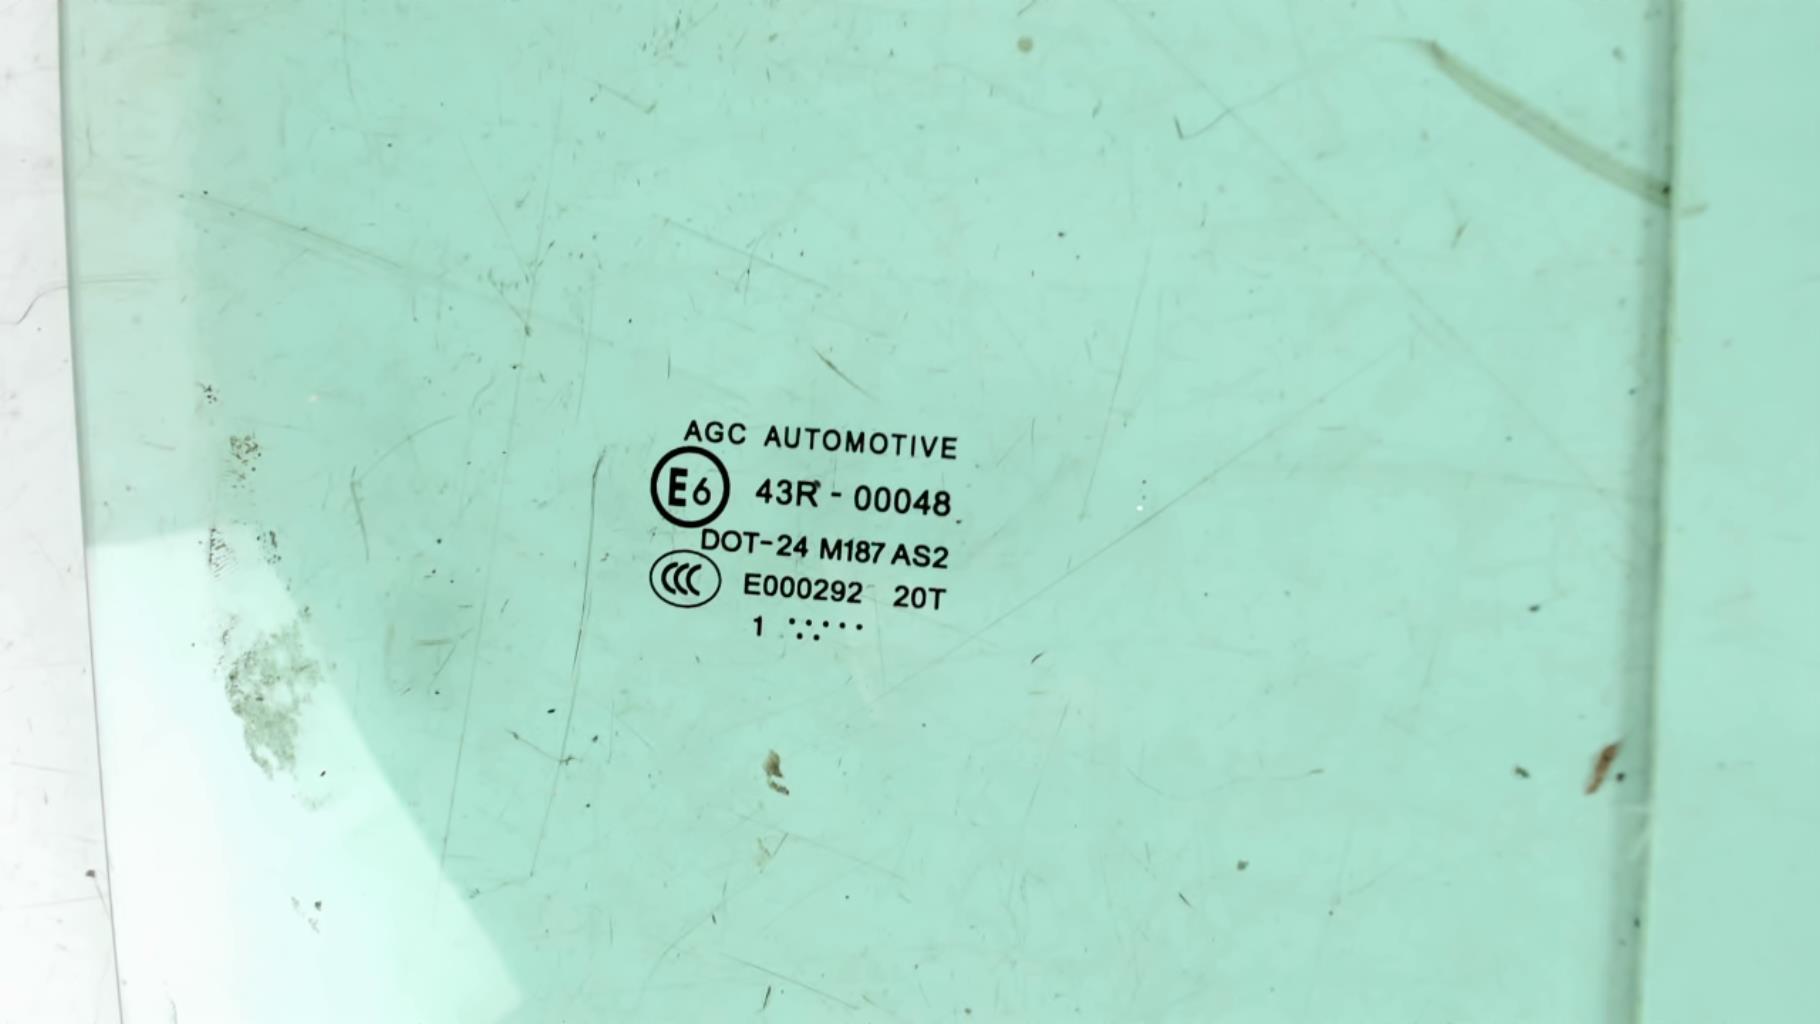 AGC AUTOMOTIVE
E6 43R - 00048
DOT-24 M187 AS2
CCC E000292 20T
1